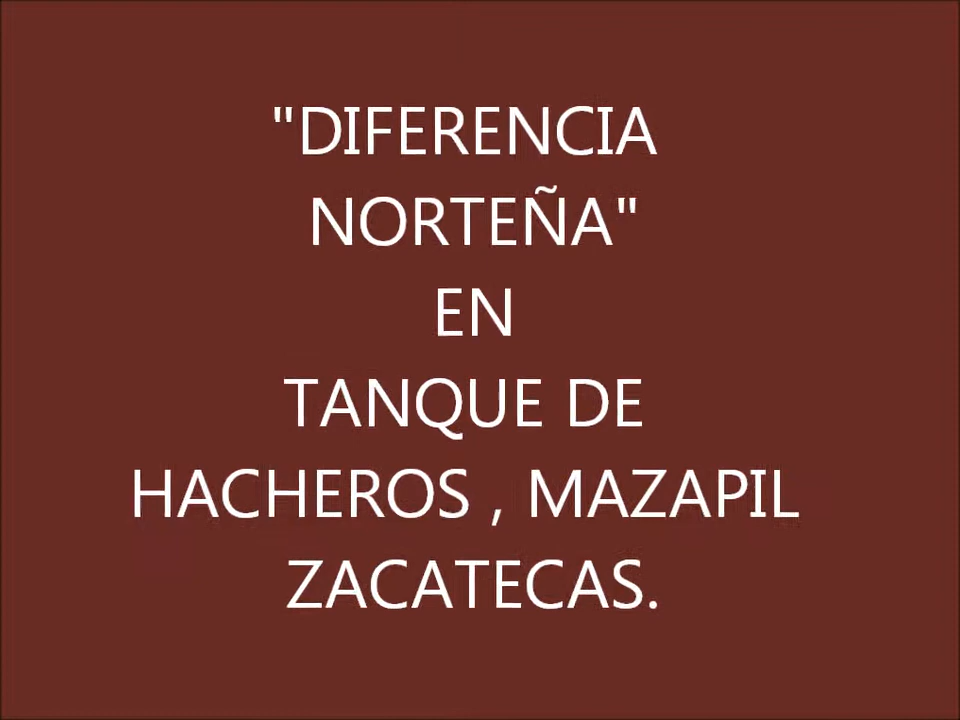 "DIFERENCIA
NORTEÑA"
EN
TANQUE DE
HACHEROS , MAZAPIL
ZACATECAS.